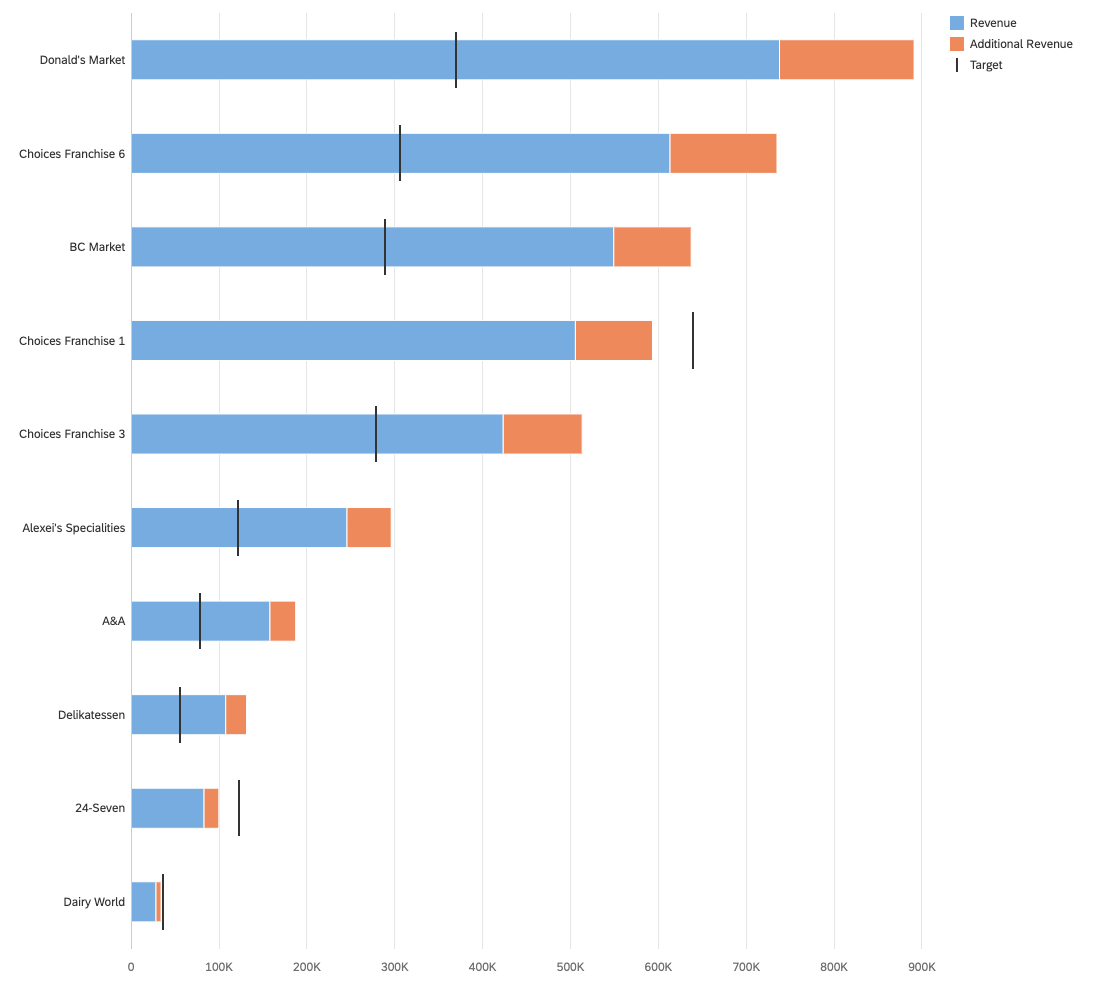 Revenue
Additional Revenue
Target
Donald's Market
Choices Franchise 6
BC Market
Choices Franchise 1
Choices Franchise 3
Alexei's Specialities
A&A
Delikatessen
24-Seven
Dairy World
0 100K 200K 300K 400K 500K 600K 700K 800K 900K